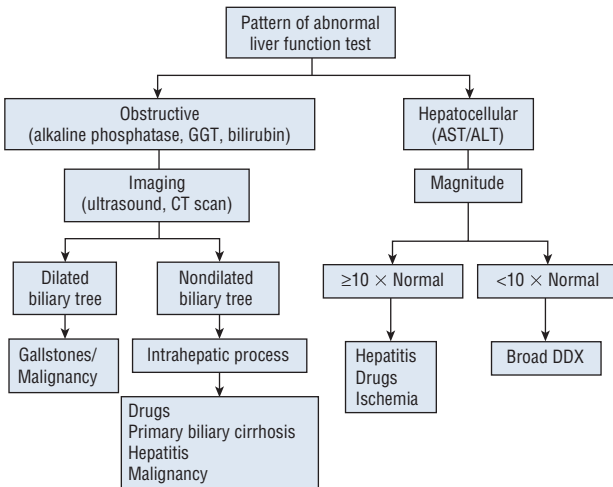 Pattern of abnormal
liver function test
Obstructive
(alkaline phosphatase, GGT, bilirubin)
Hepatocellular
(AST/ALT)
Imaging
(ultrasound, CT scan)
Magnitude
Dilated
biliary tree
Nondilated
biliary tree
≥10 × Normal
<10 × Normal
Gallstones/
Malignancy
Intrahepatic process
Hepatitis
Drugs
Ischemia
Broad DDX
Drugs
Primary biliary cirrhosis
Hepatitis
Malignancy